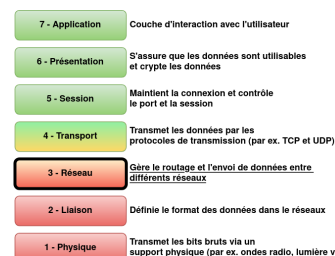 7 - Application
Couche d'interaction avec l'utilisateur
6 - Présentation
S'assure que les données sont utilisables
et crypte les données
5 - Session
Maintient la connexion et contrôle
le port et la session
4 - Transport
Transmet les données par les
protocoles de transmission (par ex. TCP et UDP)
3 - Réseau
Gère le routage et l'envoi de données entre
différents réseaux
2 - Liaison
Définie le format des données dans le réseaux
1 - Physique
Transmet les bits bruts via un
support physique (par ex. ondes radio, lumière